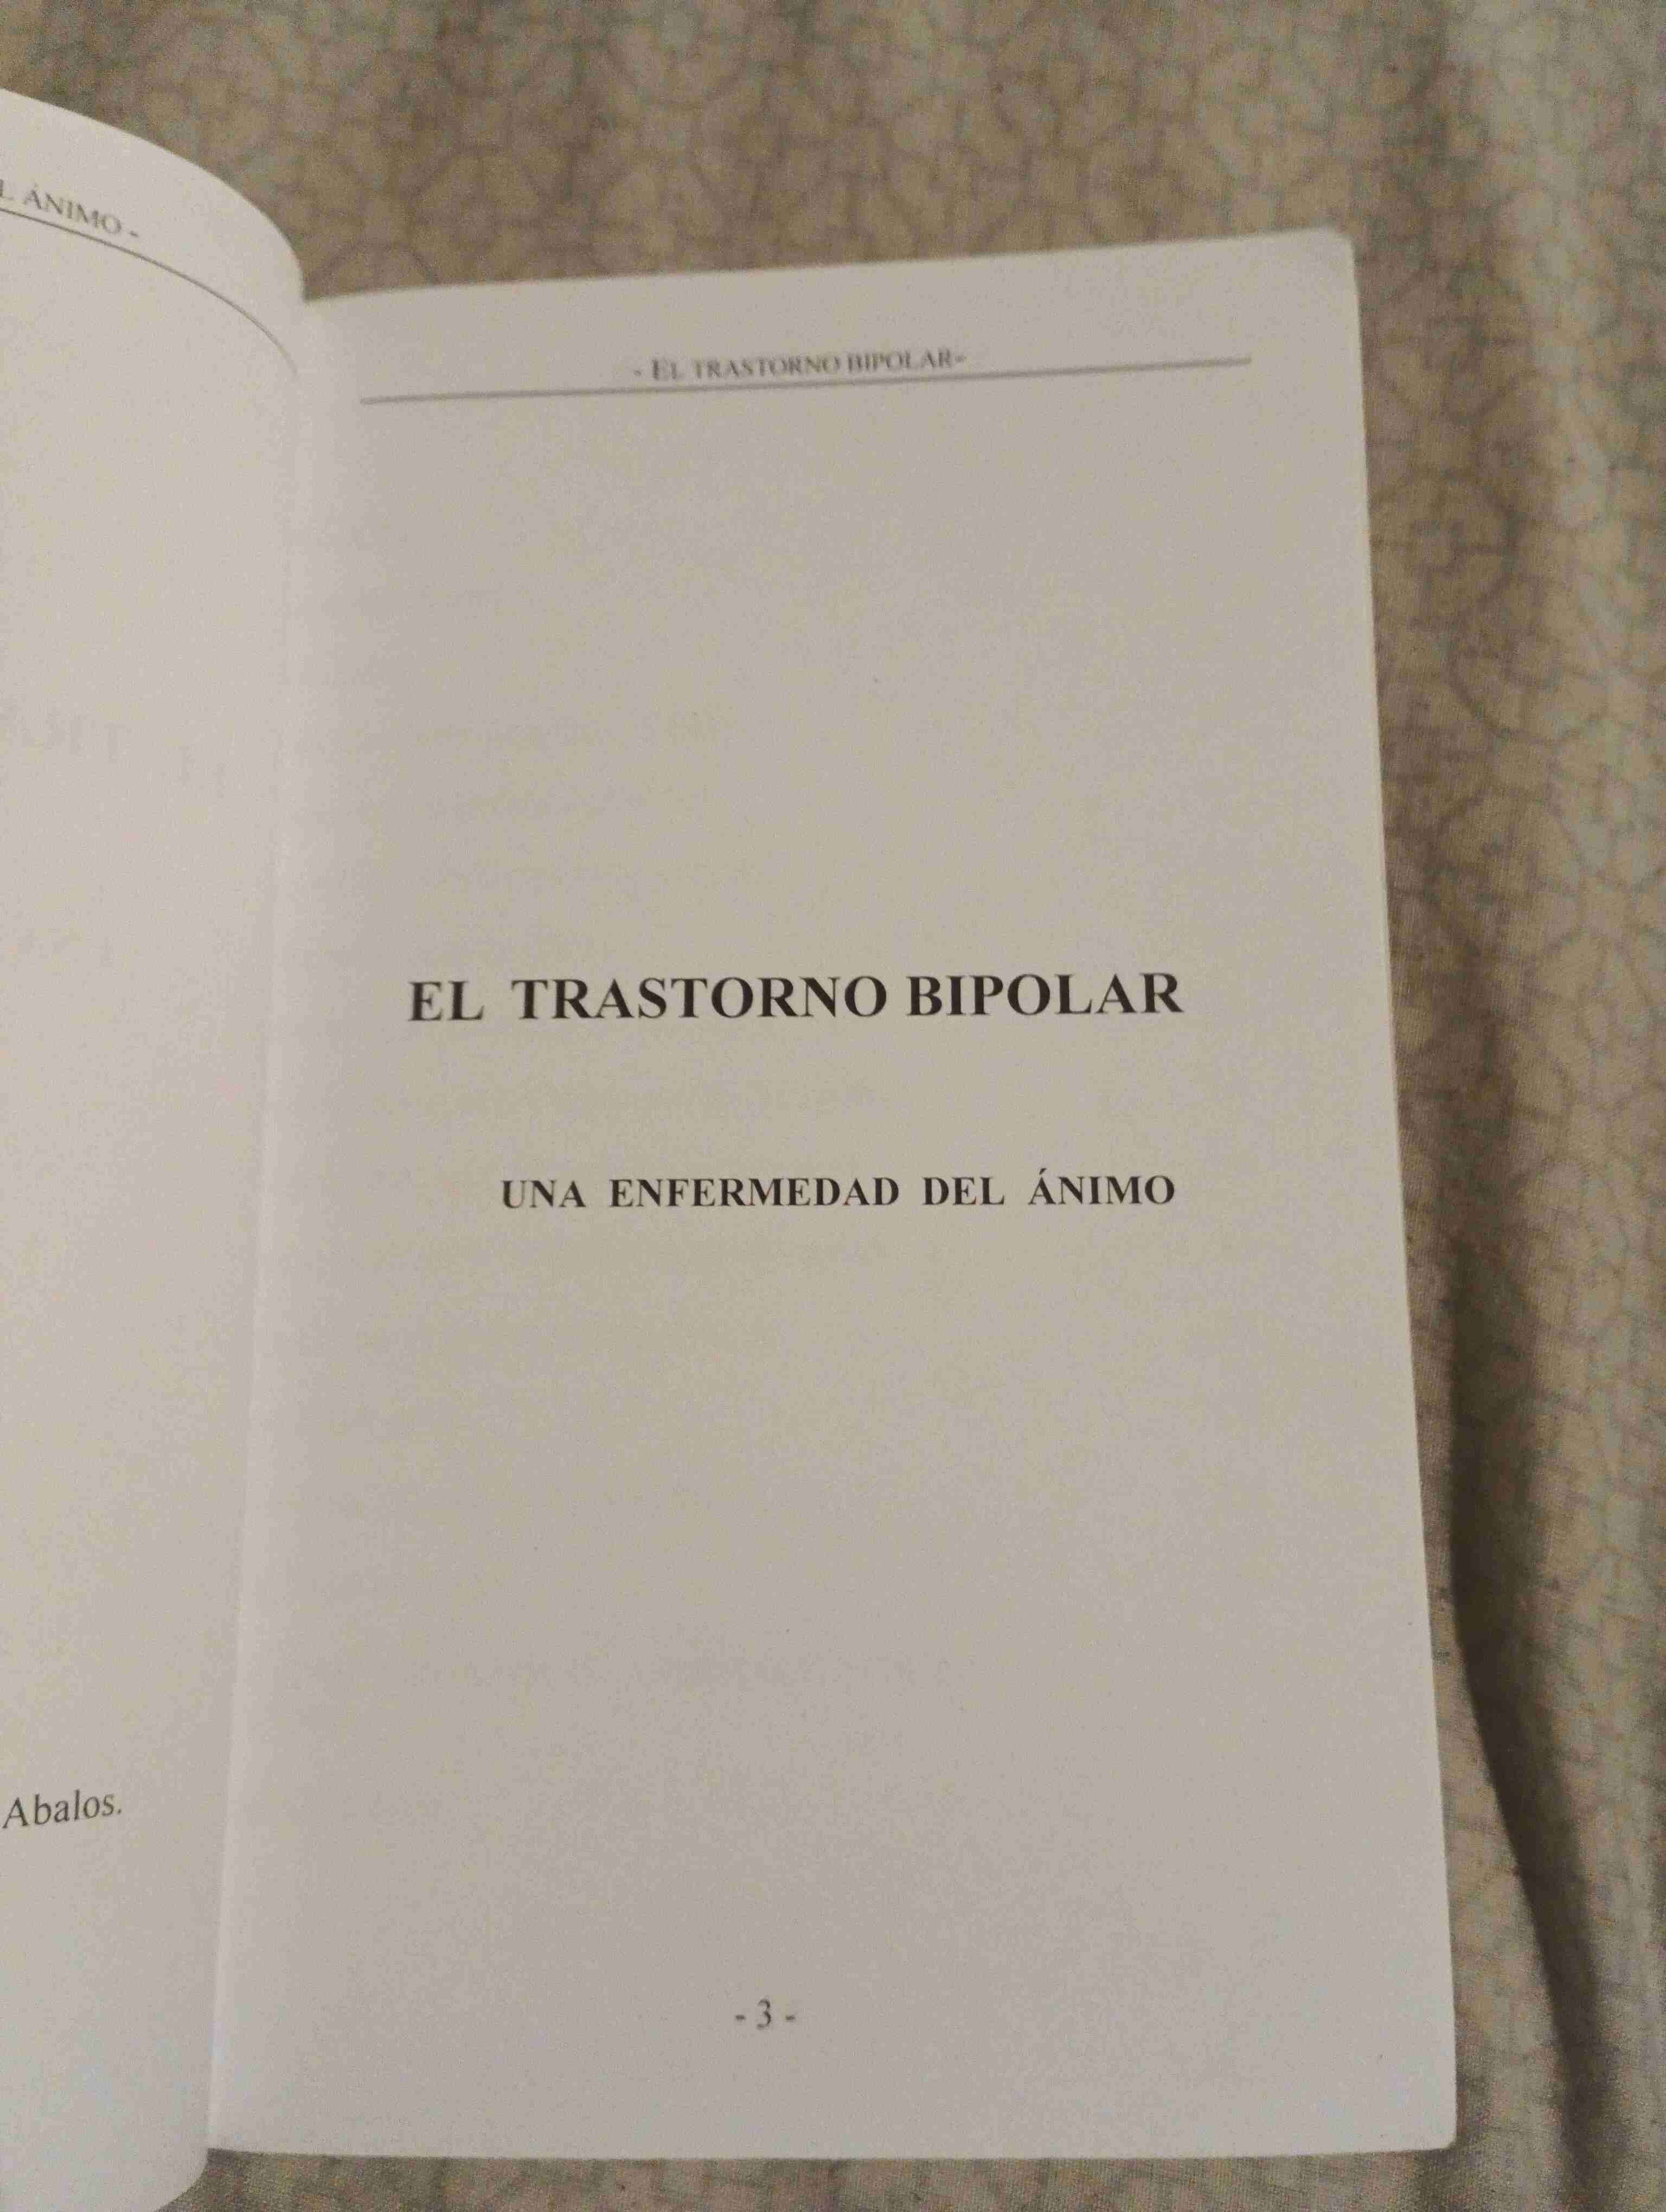 L ÁNIMO -
Abalos.
- EL TRASTORNO BIPOLAR-
EL TRASTORNO BIPOLAR
UNA ENFERMEDAD DEL ÁNIMO
- 3 -